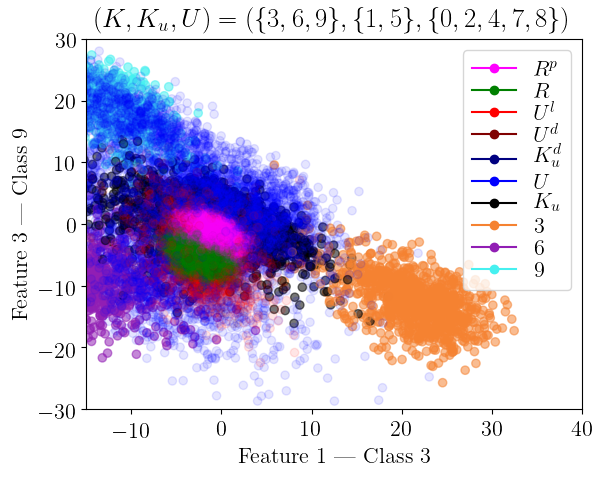 (K, K_u, U) = ({3, 6, 9}, {1, 5}, {0, 2, 4, 7, 8})
30
20
10
0
−10
−20
−30
Feature 3 — Class 9
R^p
R
U^l
U^d
K_u^d
U
K_u
3
6
9
−10
0
10
20
30
40
Feature 1 — Class 3